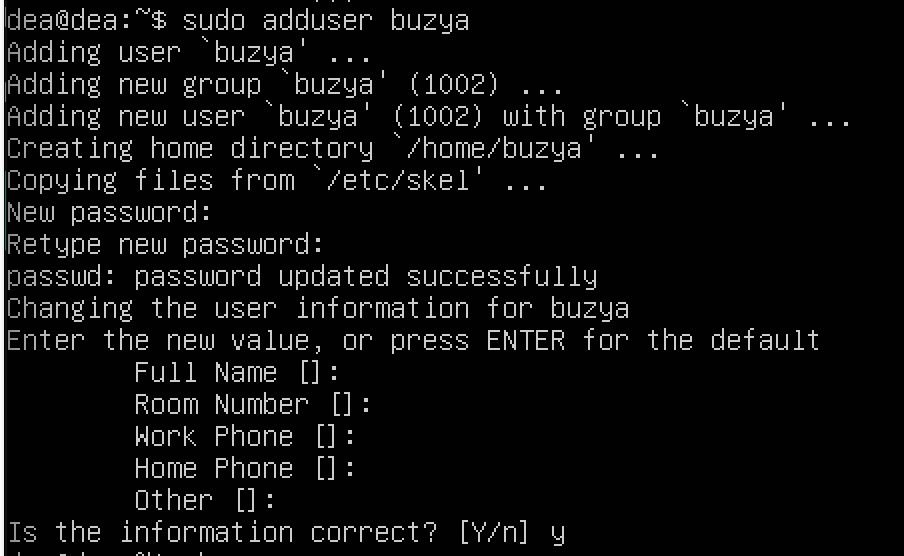 dea@dea:~$ sudo adduser buzya
Adding user `buzya' ...
Adding new group `buzya' (1002) ...
Adding new user `buzya' (1002) with group `buzya' ...
Creating home directory `/home/buzya' ...
Copying files from `/etc/skel' ...
New password:
Retype new password:
passwd: password updated successfully
Changing the user information for buzya
Enter the new value, or press ENTER for the default
Full Name []:
Room Number []:
Work Phone []:
Home Phone []:
Other []:
Is the information correct? [Y/n] y